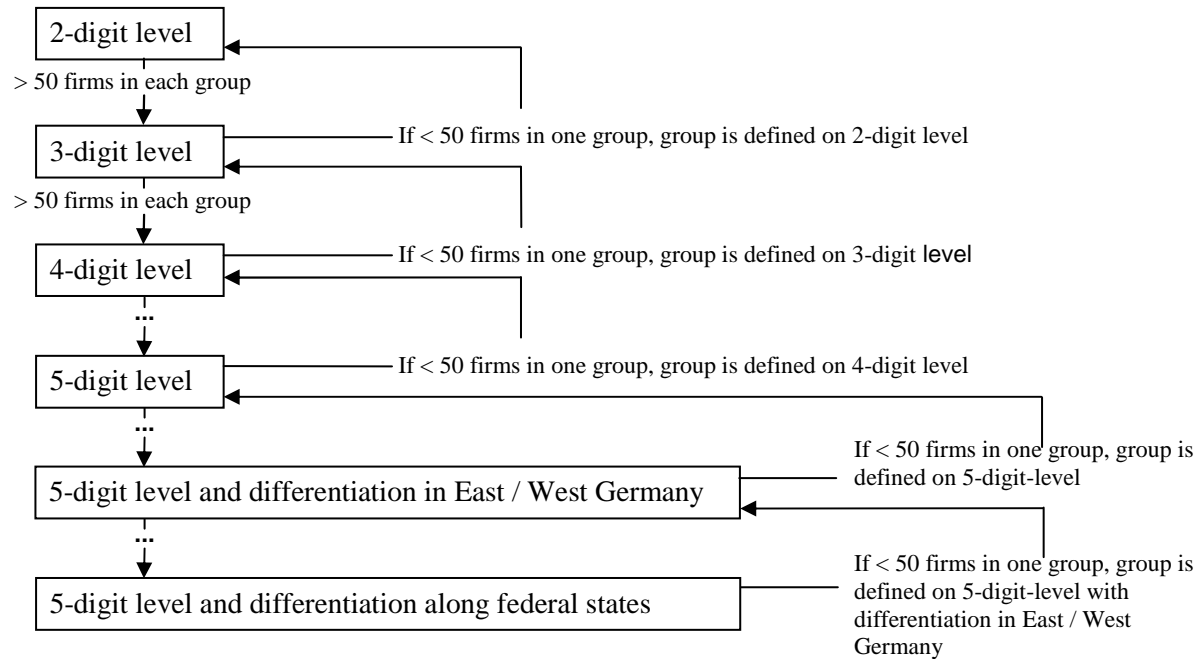 2-digit level
> 50 firms in each group
3-digit level
If < 50 firms in one group, group is defined on 2-digit level
> 50 firms in each group
4-digit level
If < 50 firms in one group, group is defined on 3-digit level
...
5-digit level
If < 50 firms in one group, group is defined on 4-digit level
...
If < 50 firms in one group, group is
defined on 5-digit-level
5-digit level and differentiation in East / West Germany
...
If < 50 firms in one group, group is
defined on 5-digit-level with
differentiation in East / West
Germany
5-digit level and differentiation along federal states